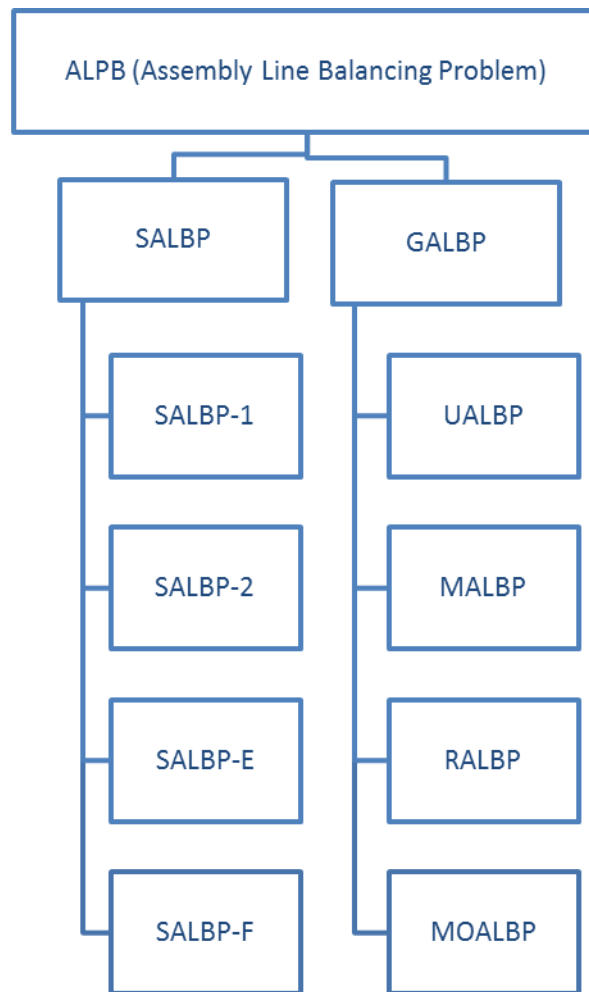 ALPB (Assembly Line Balancing Problem)
SALBP
GALBP
SALBP-1
UALBP
SALBP-2
MALBP
SALBP-E
RALBP
SALBP-F
MOALBP